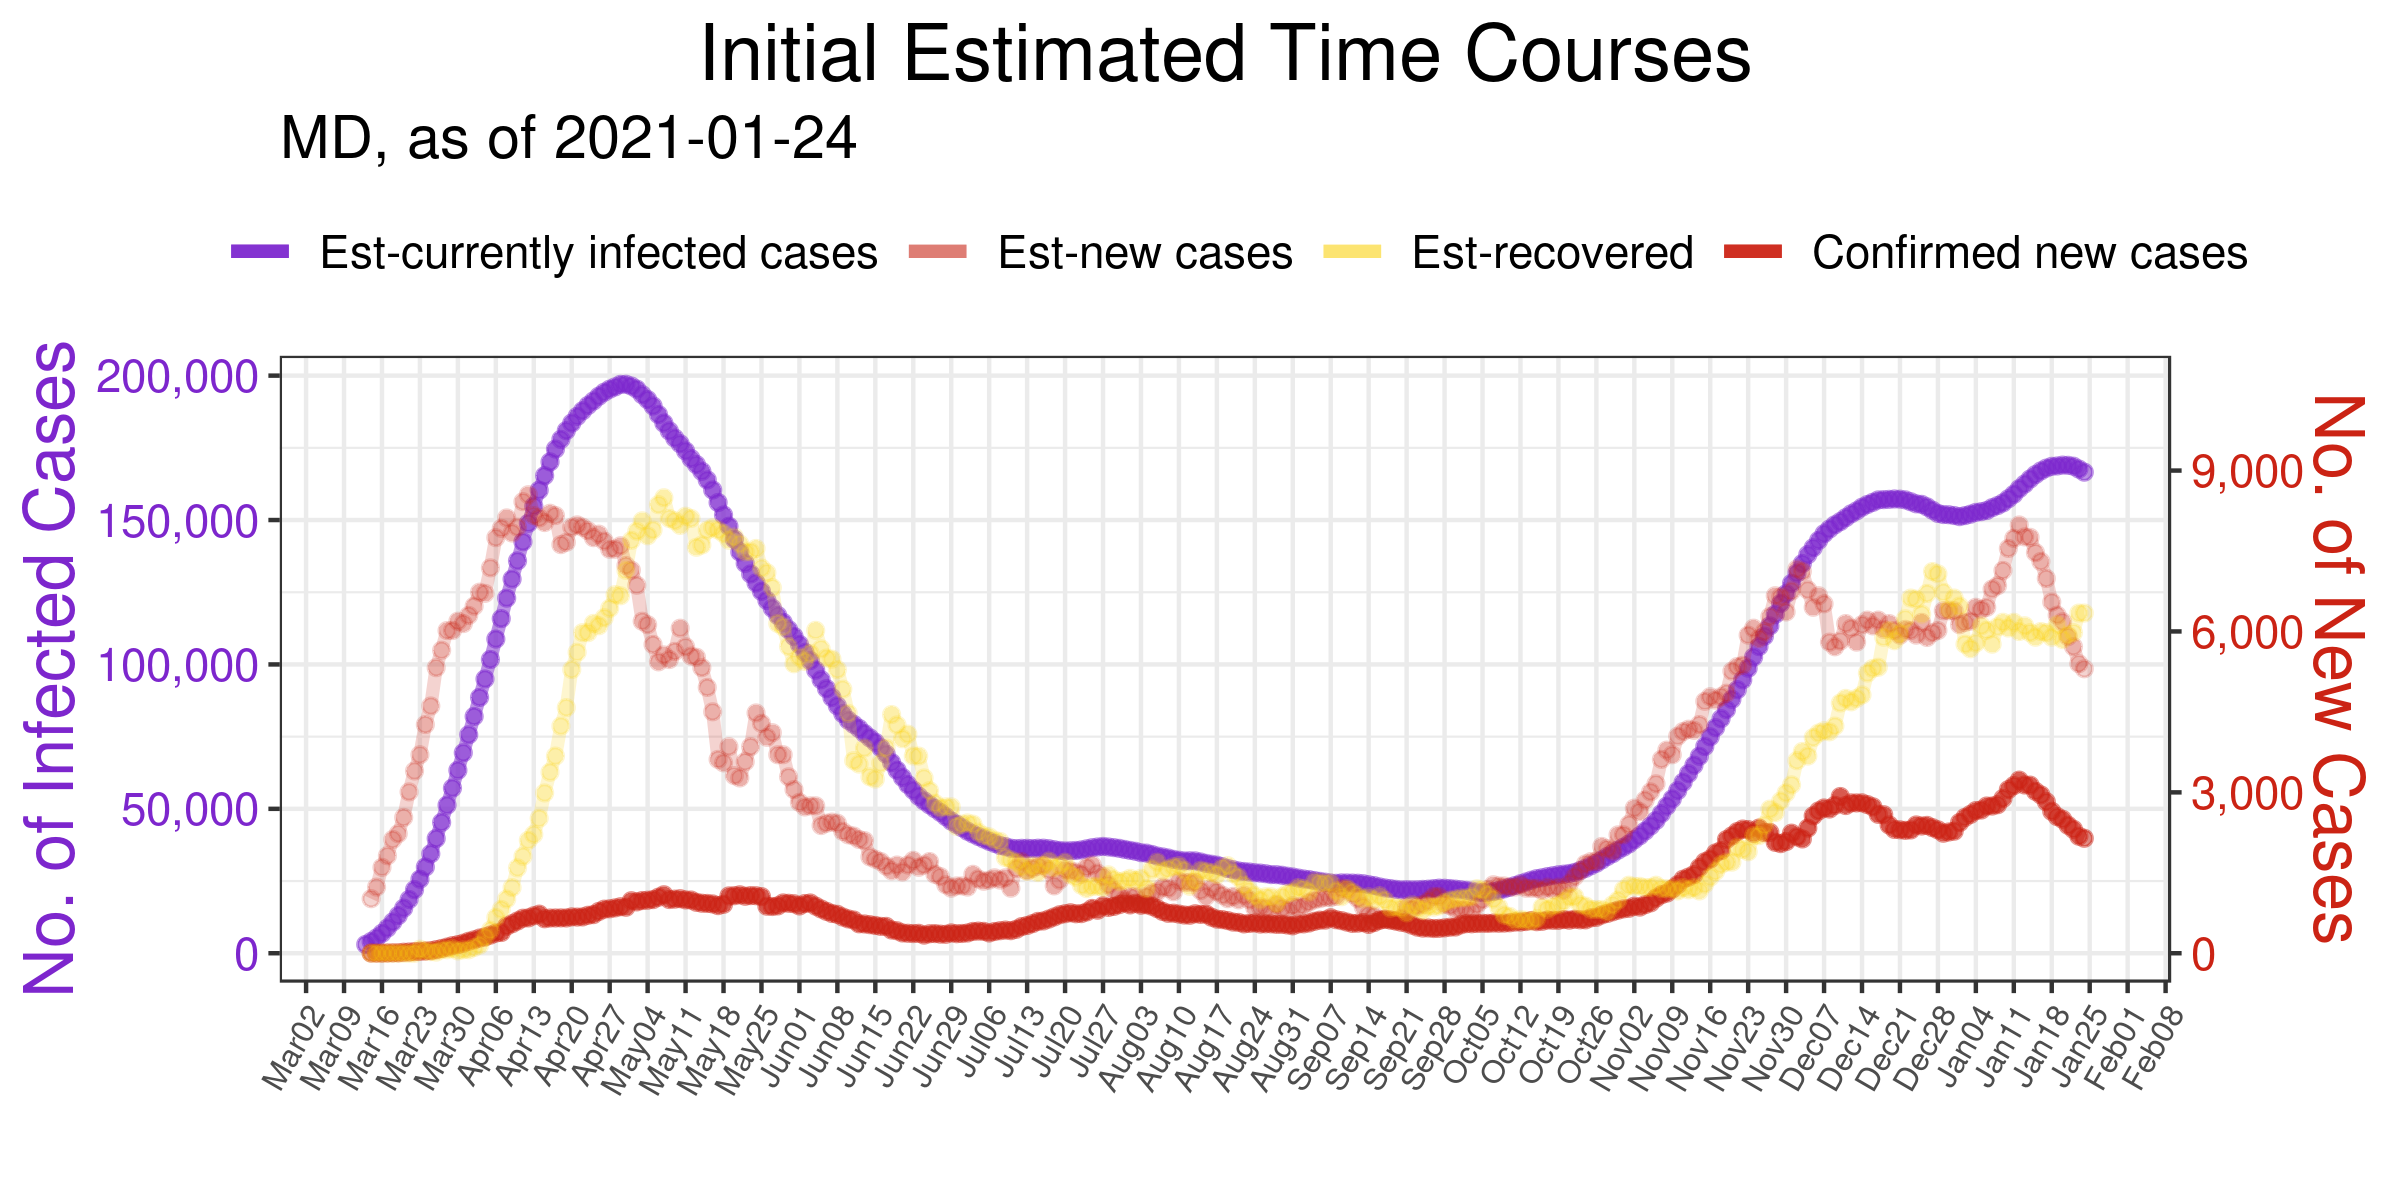 Initial Estimated Time Courses
MD, as of 2021-01-24
Est-currently infected cases Est-new cases Est-recovered Confirmed new cases
No. of Infected Cases
200,000
150,000
100,000
50,000
0
9,000
6,000
3,000
0
No. of New Cases
Mar02 Mar09 Mar16 Mar23 Mar30 Apr06 Apr13 Apr20 Apr27 May04 May11 May18 May25 Jun01 Jun08 Jun15 Jun22 Jun29 Jul06 Jul13 Jul20 Jul27 Aug03 Aug10 Aug17 Aug24 Aug31 Sep07 Sep14 Sep21 Sep28 Oct05 Oct12 Oct19 Oct26 Nov02 Nov09 Nov16 Nov23 Nov30 Dec07 Dec14 Dec21 Dec28 Jan04 Jan11 Jan18 Jan25 Feb01 Feb08